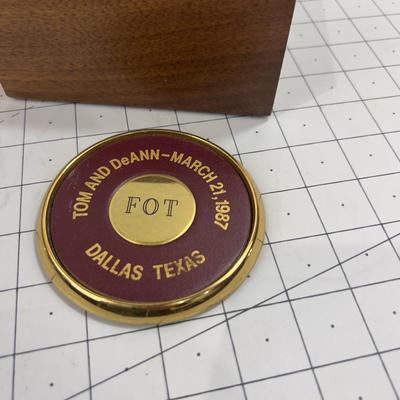 TOM AND DeANN-MARCH 21, 1987
FOT
DALLAS TEXAS